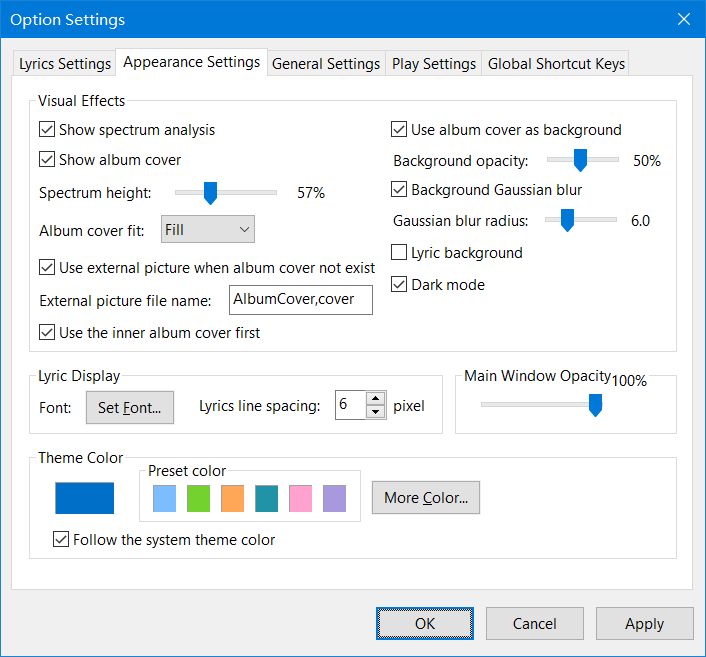 Option Settings
Lyrics Settings Appearance Settings General Settings Play Settings Global Shortcut Keys
Visual Effects
Show spectrum analysis
Show album cover
Spectrum height: 57%
Album cover fit: Fill
Use external picture when album cover not exist
External picture file name: AlbumCover,cover
Use the inner album cover first
Use album cover as background
Background opacity: 50%
Background Gaussian blur
Gaussian blur radius: 6.0
Lyric background
Dark mode
Lyric Display
Font: Set Font... Lyrics line spacing: 6 pixel
Main Window Opacity 100%
Theme Color
Preset color
More Color...
Follow the system theme color
OK Cancel Apply